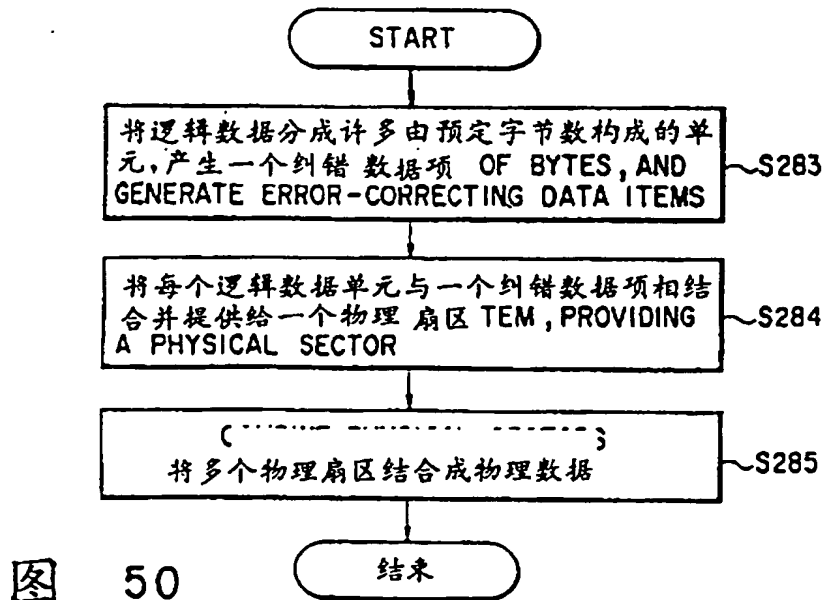 START
将逻辑数据分成许多由预定字节数构成的单
元,产生一个纠错数据项 OF BYTES, AND
GENERATE ERROR-CORRECTING DATA ITEMS
S283
将每个逻辑数据单元与一个纠错数据项相结
合并提供给一个物理扇区TEM, PROVIDING
A PHYSICAL SECTOR
S284
将多个物理扇区结合成物理数据
S285
结束
图 50